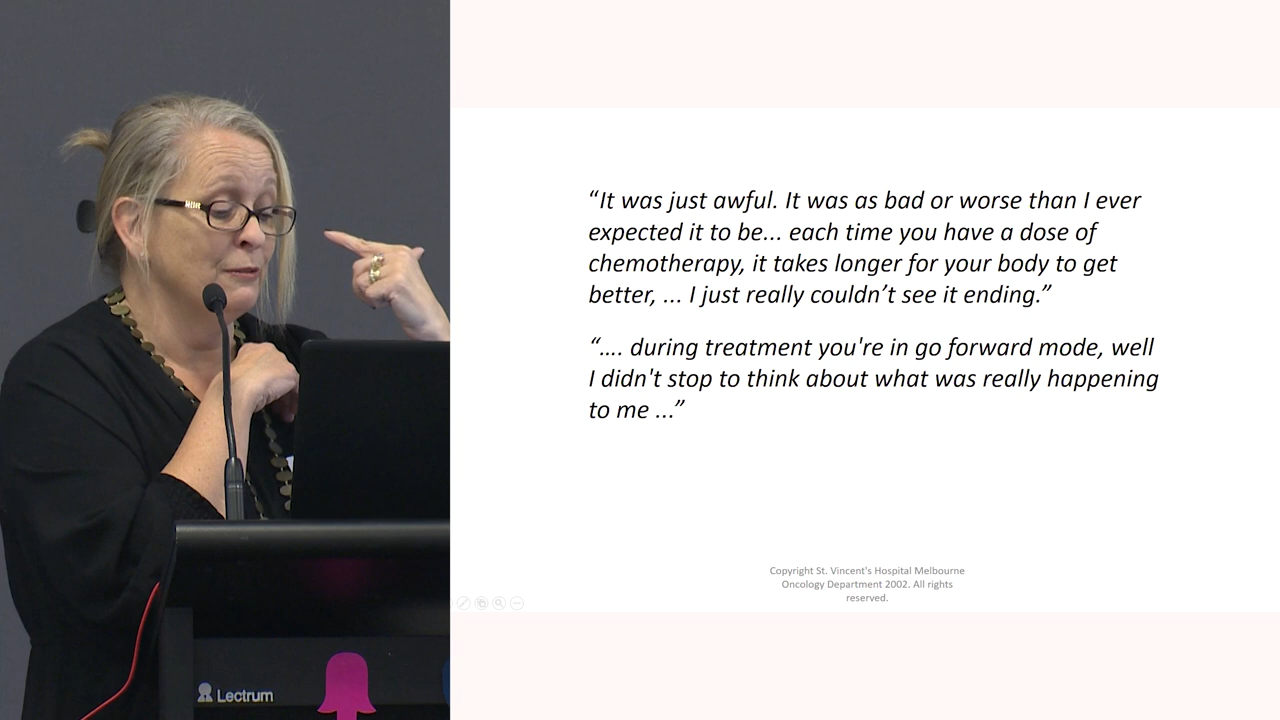 “It was just awful. It was as bad or worse than I ever
expected it to be... each time you have a dose of
chemotherapy, it takes longer for your body to get
better, ... I just really couldn’t see it ending.”
“.... during treatment you're in go forward mode, well
I didn't stop to think about what was really happening
to me ...”
Copyright St. Vincent's Hospital Melbourne
Oncology Department 2002. All rights
reserved.
Lectrum